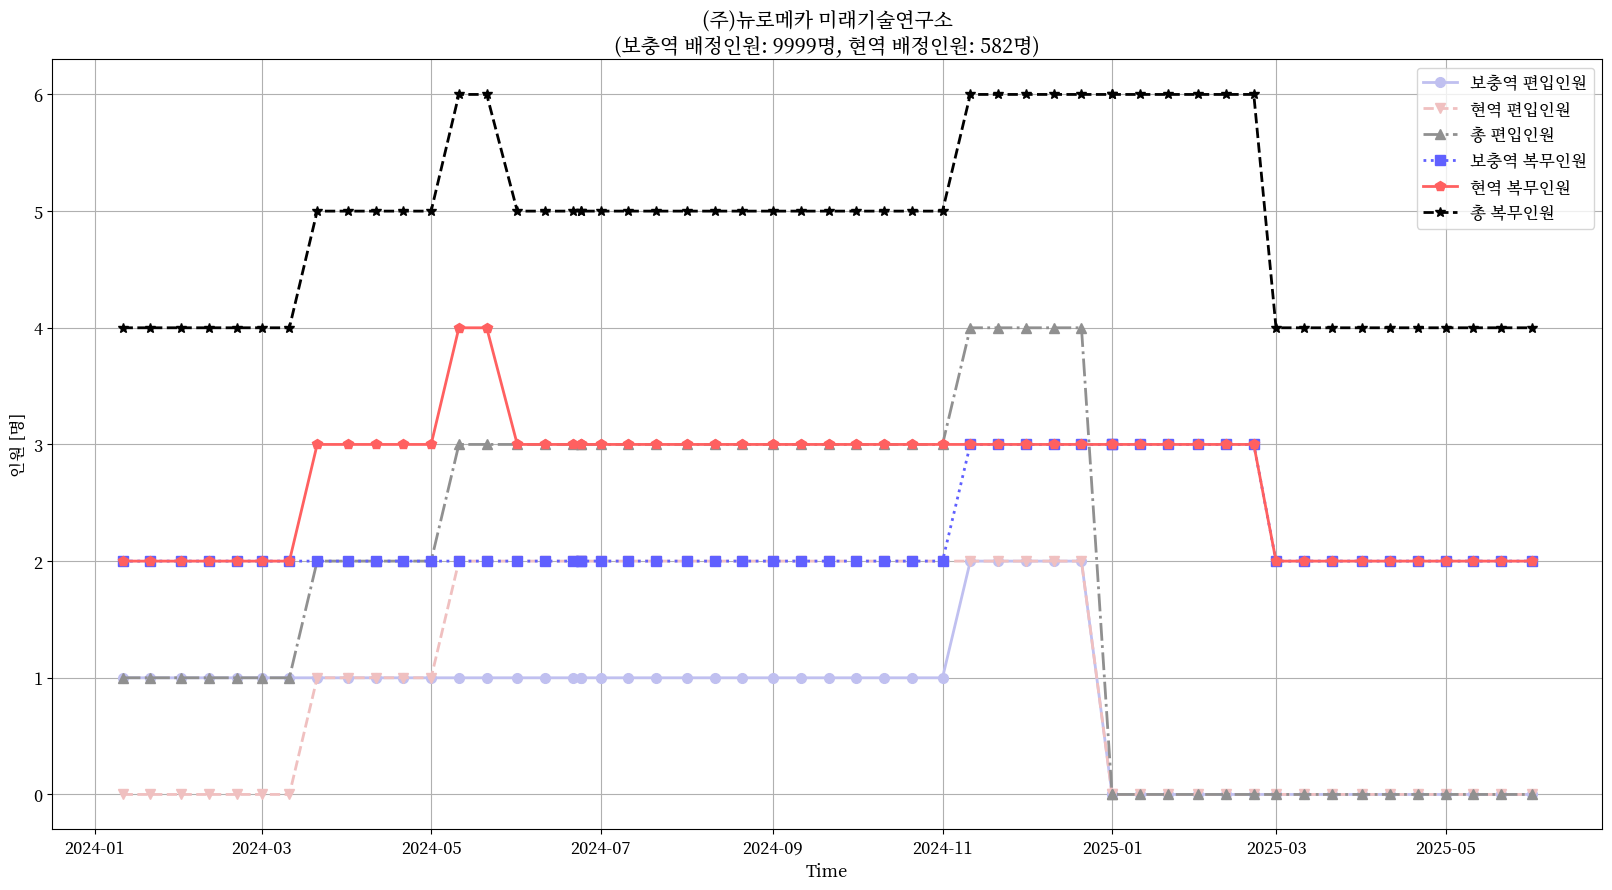 (주)뉴로메카 미래기술연구소
(보충역 배정인원: 9999명, 현역 배정인원: 582명)
보충역 편입인원
현역 편입인원
총 편입인원
보충역 복무인원
현역 복무인원
총 복무인원
인원 [명]
6
5
4
3
2
1
0
2024-01 2024-03 2024-05 2024-07 2024-09 2024-11 2025-01 2025-03 2025-05
Time